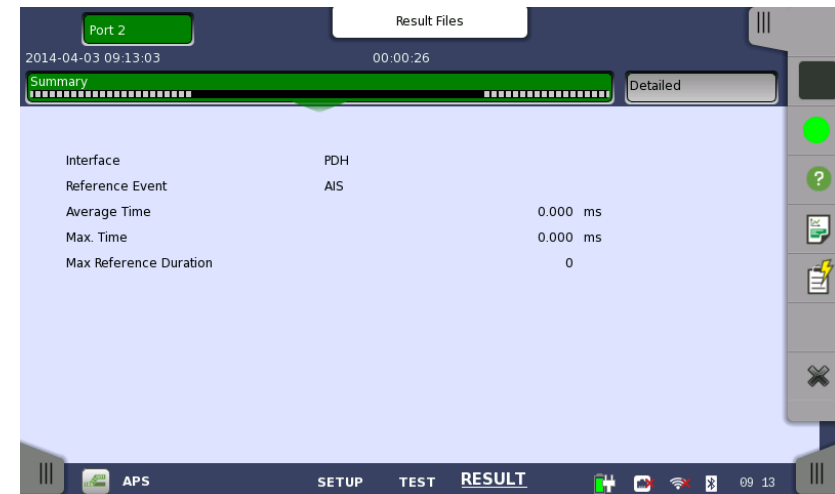 Port 2
Result Files
2014-04-03 09:13:03 00:00:26
Summary
Detailed
Interface PDH
Reference Event AIS
Average Time 0.000 ms
Max. Time 0.000 ms
Max Reference Duration 0
APS SETUP TEST RESULT 09 13